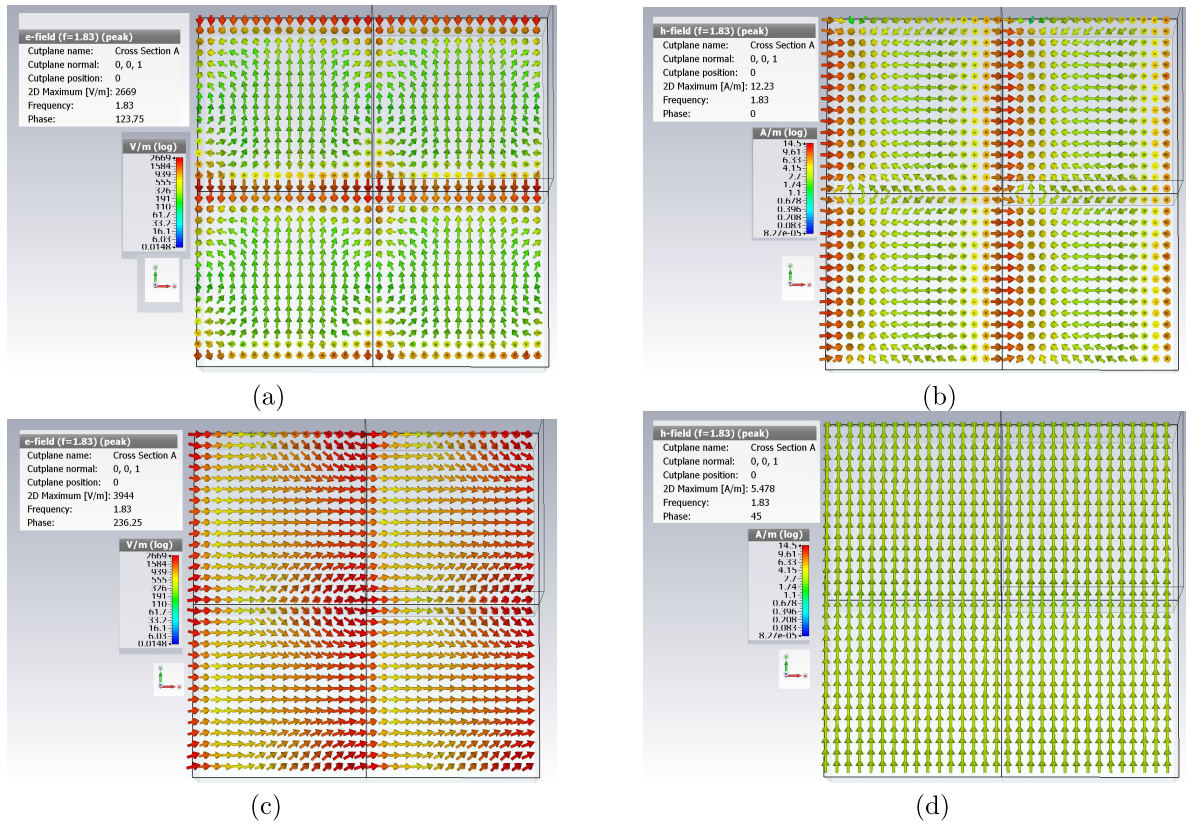 e-field (f=1.83) (peak)
Cutplane name: Cross Section A
Cutplane normal: 0, 0, 1
Cutplane position: 0
2D Maximum [V/m]: 2669
Frequency: 1.83
Phase: 123.75
V/m (log)
2669
1584
939
555
326
191
110
61.7
33.2
16.1
6.03
0.0148
(a)
h-field (f=1.83) (peak)
Cutplane name: Cross Section A
Cutplane normal: 0, 0, 1
Cutplane position: 0
2D Maximum [A/m]: 12.23
Frequency: 1.83
Phase: 0
A/m (log)
14.5
9.61
6.33
4.15
2.7
1.74
1.1
0.678
0.396
0.208
0.083
8.27e-05
(b)
e-field (f=1.83) (peak)
Cutplane name: Cross Section A
Cutplane normal: 0, 0, 1
Cutplane position: 0
2D Maximum [V/m]: 3944
Frequency: 1.83
Phase: 236.25
V/m (log)
2669
1584
939
555
326
191
110
61.7
33.2
16.1
6.03
0.0148
(c)
h-field (f=1.83) (peak)
Cutplane name: Cross Section A
Cutplane normal: 0, 0, 1
Cutplane position: 0
2D Maximum [A/m]: 5.478
Frequency: 1.83
Phase: 45
A/m (log)
14.5
9.61
6.33
4.15
2.7
1.74
1.1
0.678
0.396
0.208
0.083
8.27e-05
(d)